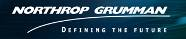 NORTHROP GRUMMAN
DEFINING THE FUTURE